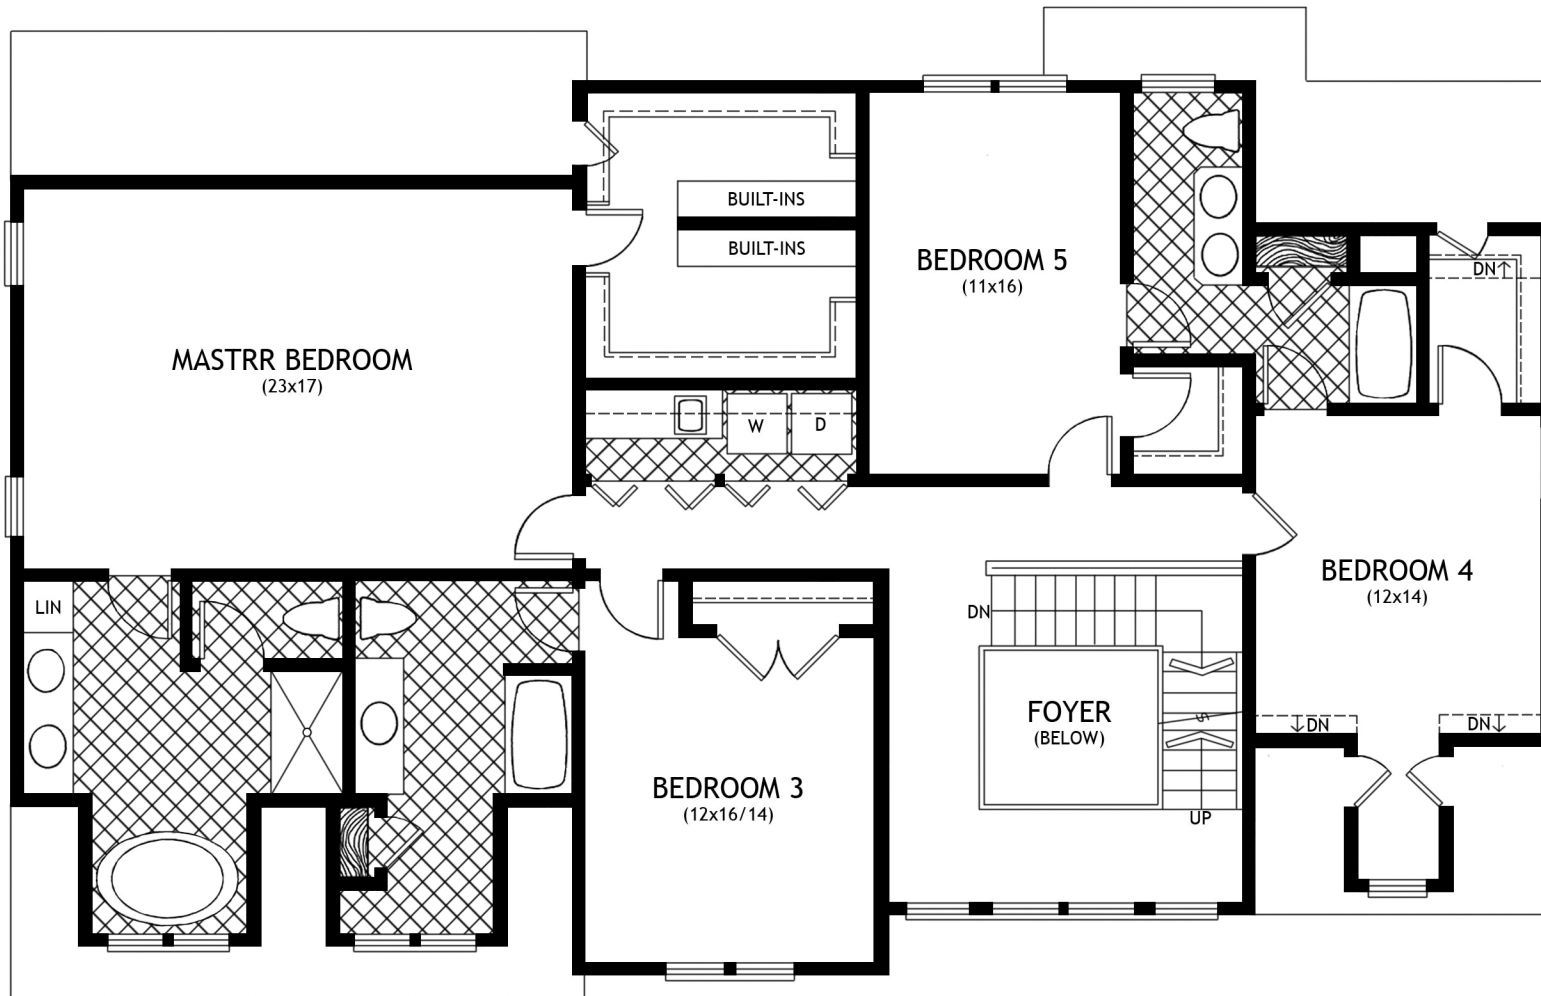 BUILT-INS
BUILT-INS
BEDROOM 5
(11x16)
DN↑
MASTRR BEDROOM
(23x17)
W
D
BEDROOM 4
(12x14)
LIN
DN
FOYER
(BELOW)
↓DN
DN↓
BEDROOM 3
(12x16/14)
UP